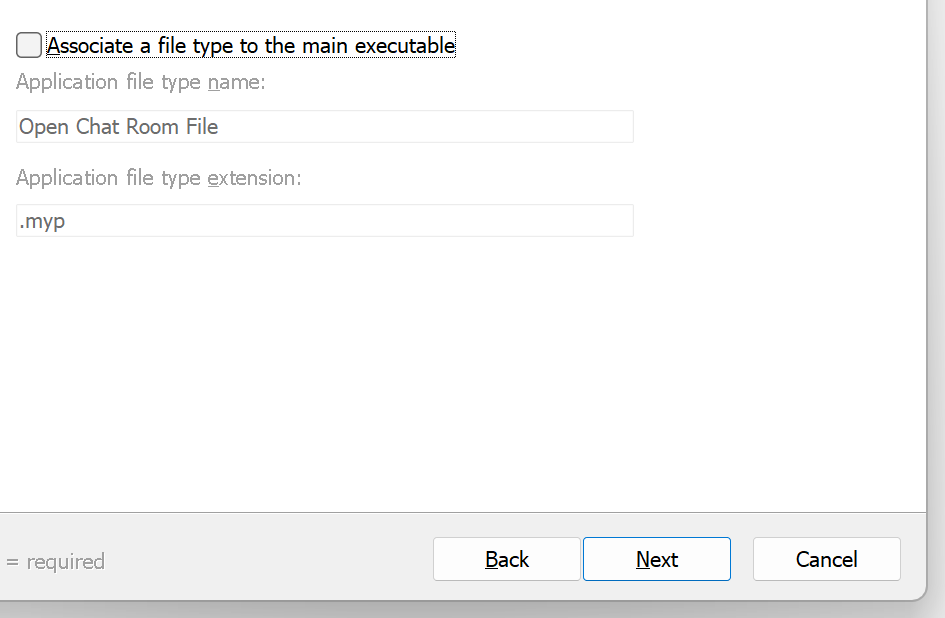 Associate a file type to the main executable
Application file type name:
Open Chat Room File
Application file type extension:
.myp
= required
Back
Next
Cancel